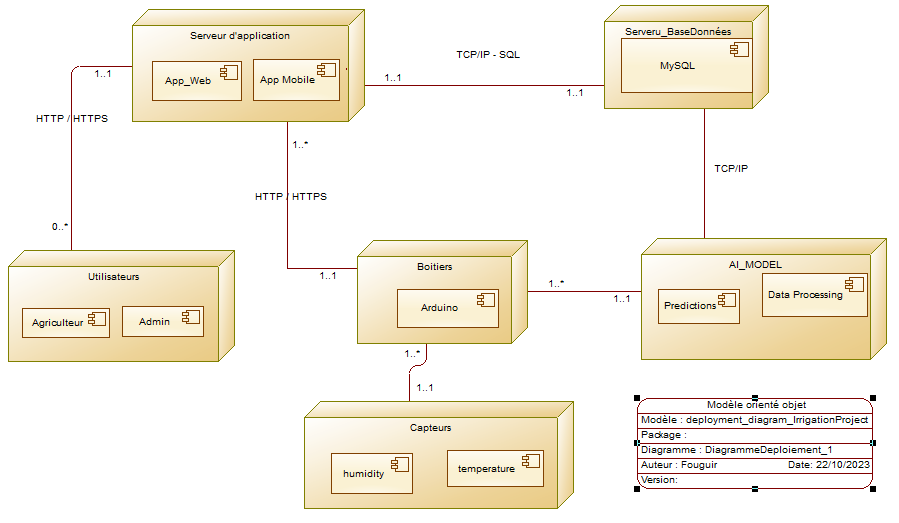 Serveur d'application
App_Web
App Mobile
Serveru_BaseDonnées
MySQL
TCP/IP - SQL
1..1
1..1
1..1
HTTP / HTTPS
0..*
1..*
HTTP / HTTPS
1..1
TCP/IP
Utilisateurs
Agriculteur
Admin
Boitiers
Arduino
1..*
1..1
AI_MODEL
Predictions
Data Processing
1..*
1..1
Capteurs
humidity
temperature
Modèle orienté objet
Modèle : deployment_diagram_IrrigationProject
Package :
Diagramme : DiagrammeDeploiement_1
Auteur : Fouguir Date: 22/10/2023
Version: